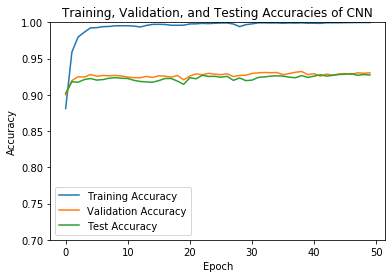 Training, Validation, and Testing Accuracies of CNN
1.00
0.95
0.90
0.85
0.80
0.75
0.70
Accuracy
Training Accuracy
Validation Accuracy
Test Accuracy
0 10 20 30 40 50
Epoch